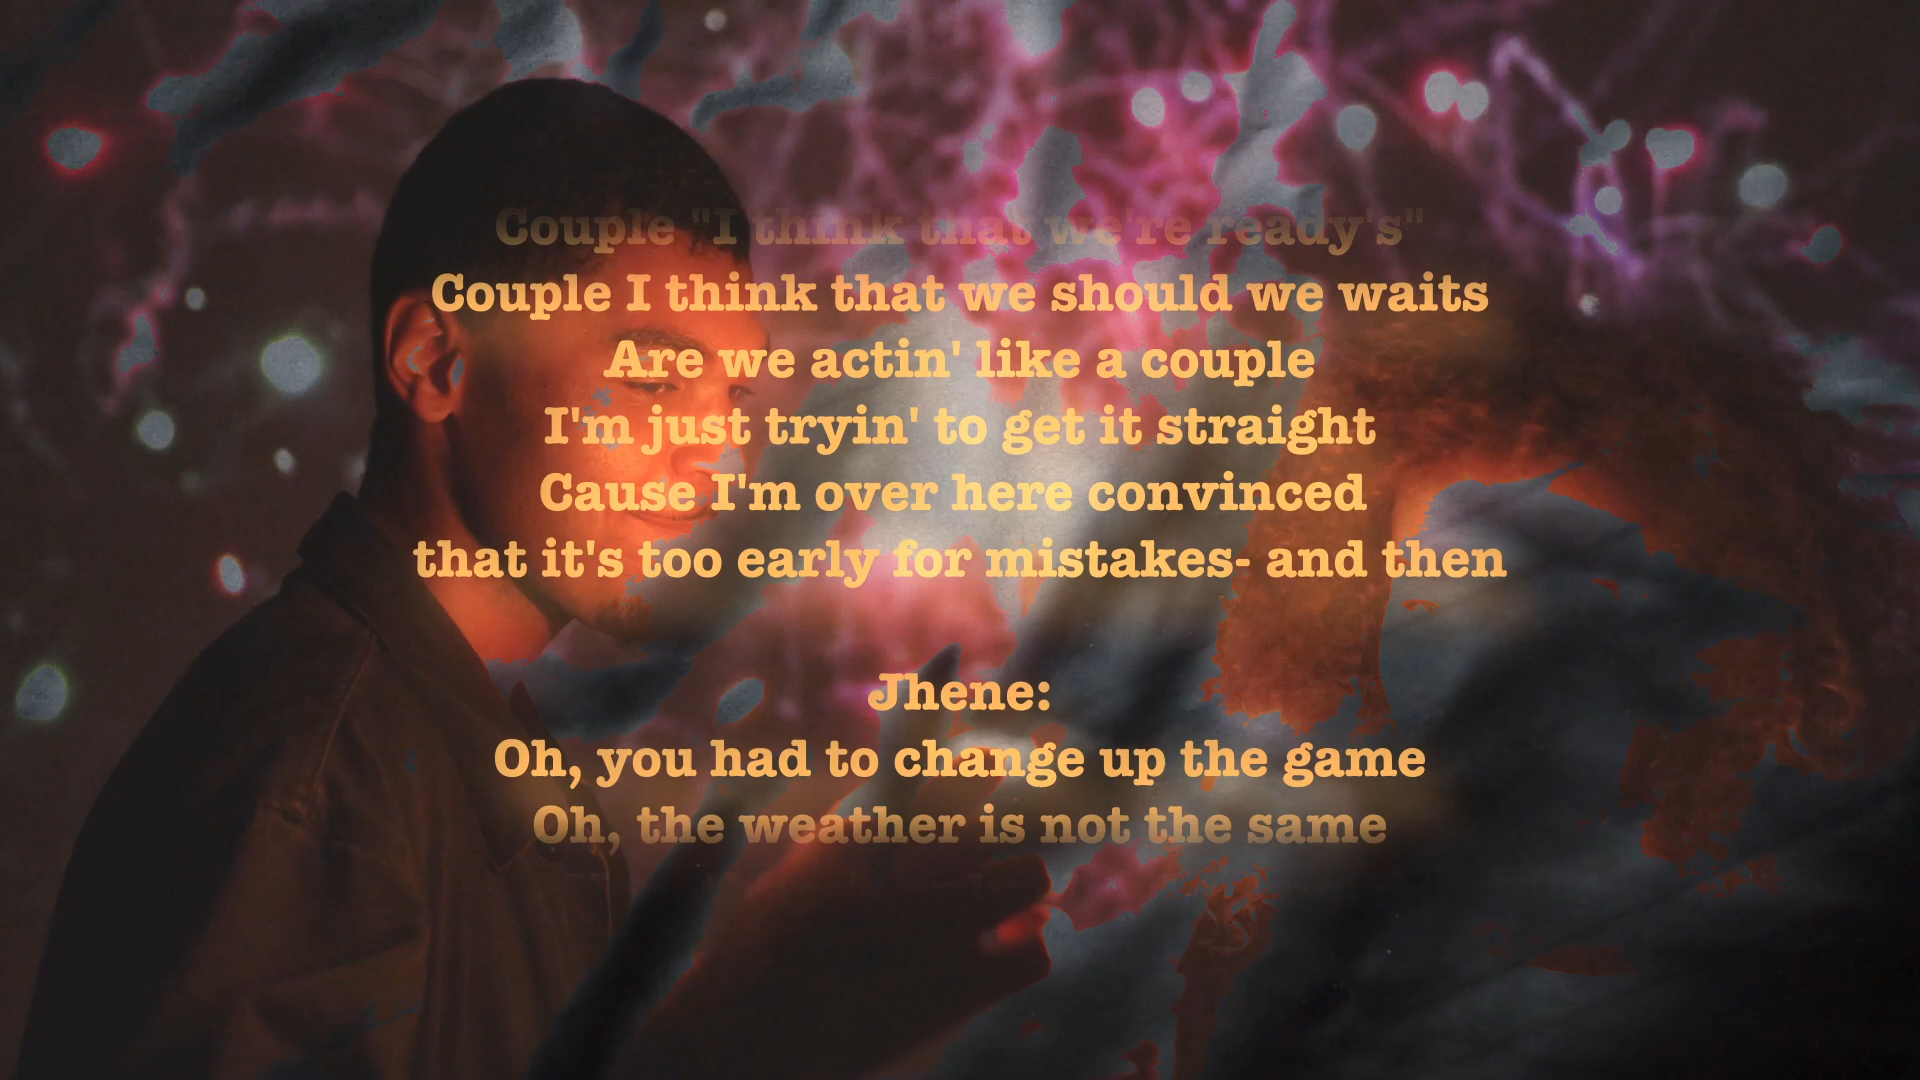 Couple "I think that we're ready's"
Couple I think that we should we waits
Are we actin' like a couple
I'm just tryin' to get it straight
Cause I'm over here convinced
that it's too early for mistakes- and then
Jhene:
Oh, you had to change up the game
Oh, the weather is not the same